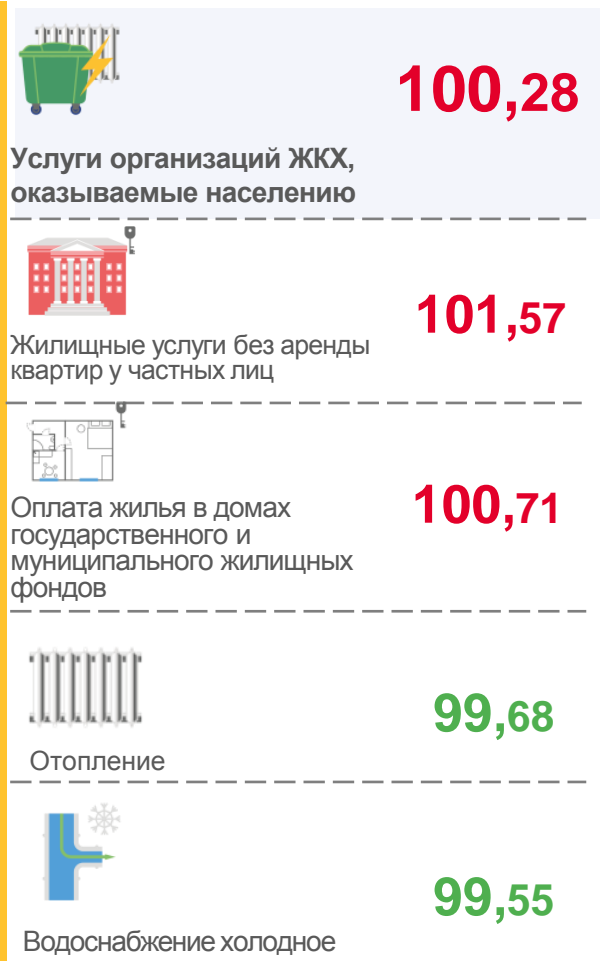 100,28
Услуги организаций ЖКХ,
оказываемые населению
101,57
Жилищные услуги без аренды
квартир у частных лиц
100,71
Оплата жилья в домах
государственного и
муниципального жилищных
фондов
99,68
Отопление
99,55
Водоснабжение холодное